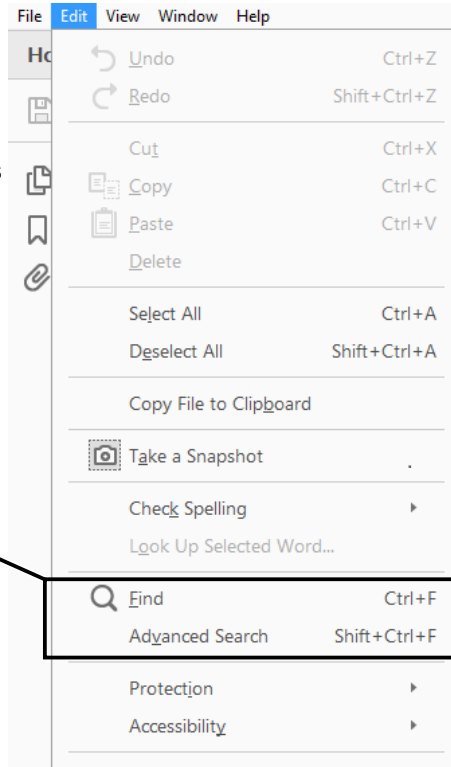 File Edit View Window Help
Ho
Undo Ctrl+Z
Redo Shift+Ctrl+Z
Cut Ctrl+X
s
Copy Ctrl+C
Paste Ctrl+V
Delete
Select All Ctrl+A
Deselect All Shift+Ctrl+A
Copy File to Clipboard
Take a Snapshot
Check Spelling
Look Up Selected Word...
Find Ctrl+F
Advanced Search Shift+Ctrl+F
Protection
Accessibility